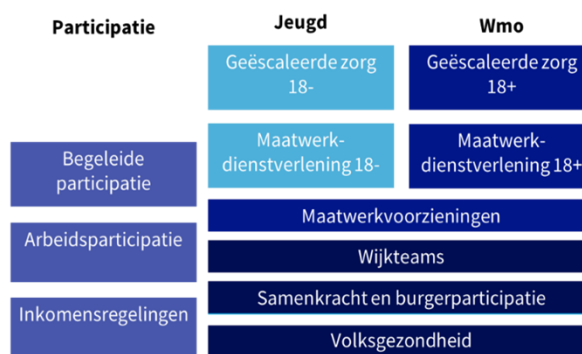 Participatie
Jeugd
Wmo
Geëscaleerde zorg
18-
Geëscaleerde zorg
18+
Begeleide
participatie
Maatwerk-
dienstverlening 18-
Maatwerk-
dienstverlening 18+
Maatwerkvoorzieningen
Arbeidsparticipatie
Wijkteams
Samenkracht en burgerparticipatie
Inkomensregelingen
Volksgezondheid